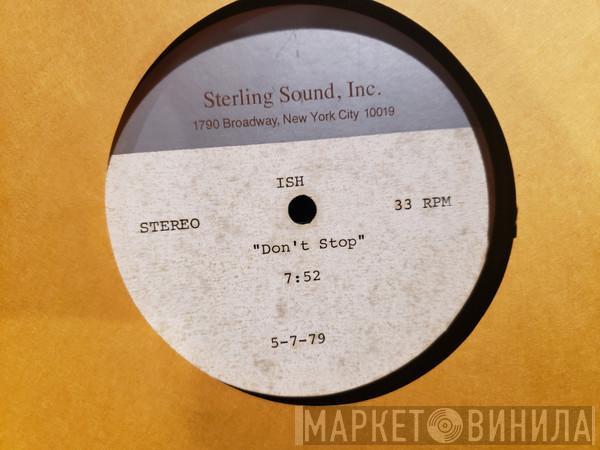 Sterling Sound, Inc.
1790 Broadway, New York City 10019
ISH
STEREO
33 RPM
"Don't Stop"
7:52
5-7-79
МАРКЕТ ВИНИЛА